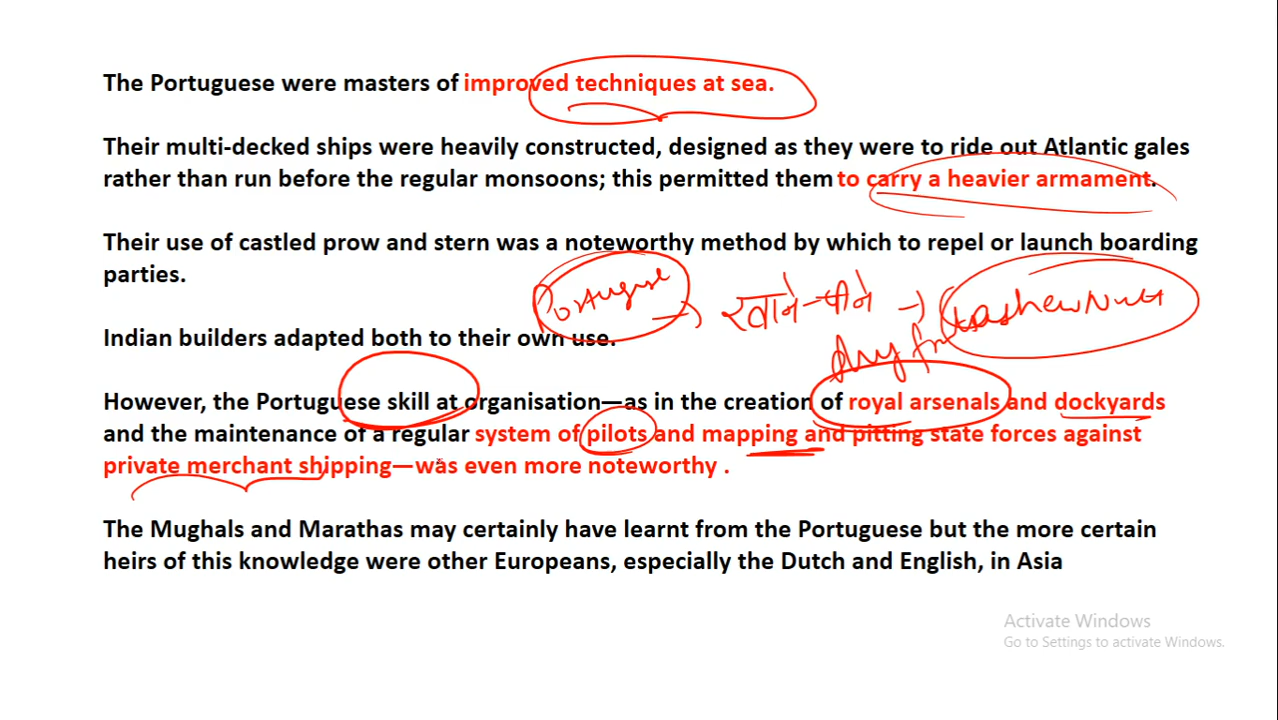 The Portuguese were masters of improved techniques at sea.
Their multi-decked ships were heavily constructed, designed as they were to ride out Atlantic gales
rather than run before the regular monsoons; this permitted them to carry a heavier armament.
Their use of castled prow and stern was a noteworthy method by which to repel or launch boarding
parties.
Portuguese → खाने-पीने → CashewNut
dry fruits
Indian builders adapted both to their own use.
However, the Portuguese skill at organisation—as in the creation of royal arsenals and dockyards
and the maintenance of a regular system of pilots and mapping and pitting state forces against
private merchant shipping—was even more noteworthy .
The Mughals and Marathas may certainly have learnt from the Portuguese but the more certain
heirs of this knowledge were other Europeans, especially the Dutch and English, in Asia
Activate Windows
Go to Settings to activate Windows.